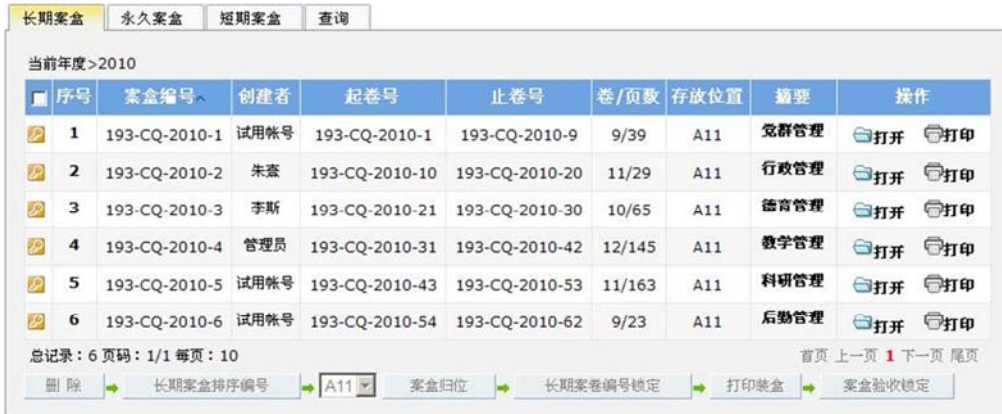 长期案盒 永久案盒 短期案盒 查询
当前年度>2010
序号 案盒编号 创建者 起卷号 止卷号 卷/页数 存放位置 摘要 操作
1 193-CQ-2010-1 试用帐号 193-CQ-2010-1 193-CQ-2010-9 9/39 A11 党群管理 打开 打印
2 193-CQ-2010-2 朱壹 193-CQ-2010-10 193-CQ-2010-20 11/29 A11 行政管理 打开 打印
3 193-CQ-2010-3 李斯 193-CQ-2010-21 193-CQ-2010-30 10/65 A11 德育管理 打开 打印
4 193-CQ-2010-4 管理员 193-CQ-2010-31 193-CQ-2010-42 12/145 A11 教学管理 打开 打印
5 193-CQ-2010-5 试用帐号 193-CQ-2010-43 193-CQ-2010-53 11/163 A11 科研管理 打开 打印
6 193-CQ-2010-6 试用帐号 193-CQ-2010-54 193-CQ-2010-62 9/23 A11 后勤管理 打开 打印
总记录：6 页码：1/1 每页：10 首页 上一页 1 下一页 尾页
删 除 长期案盒排序编号 A11 案盒归位 长期案卷编号锁定 打印装盒 案盒验收锁定